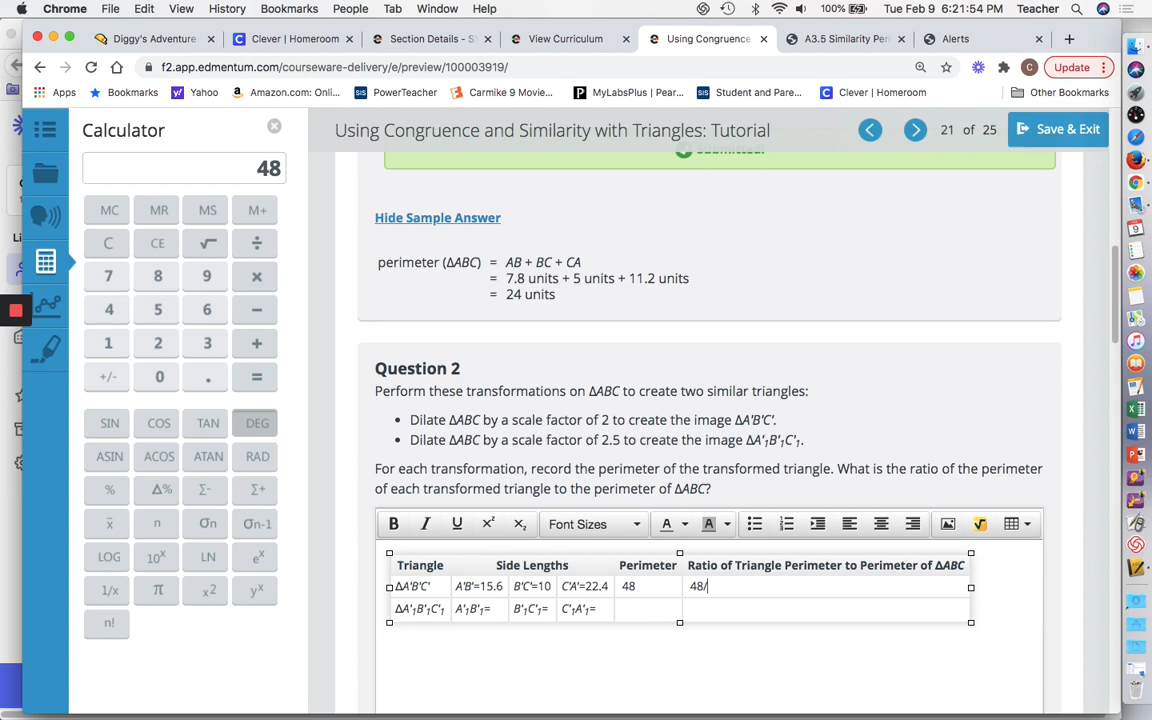 Chrome File Edit View History Bookmarks People Tab Window Help 100% Tue Feb 9 6:21:54 PM Teacher
Diggy's Adventure Clever | Homeroom Section Details - View Curriculum Using Congruence A3.5 Similarity Per Alerts
f2.app.edmentum.com/courseware-delivery/e/preview/100003919/ C Update
Apps Bookmarks Yahoo Amazon.com: Onli... SIS PowerTeacher Carmike 9 Movie... P MyLabsPlus | Pear... SIS Student and Pare... C Clever | Homeroom Other Bookmarks
Calculator
Using Congruence and Similarity with Triangles: Tutorial
21 of 25
Save & Exit
48
MC MR MS M+
C CE √ ÷
7 8 9 ×
4 5 6 −
1 2 3 +
+/- 0 . =
SIN COS TAN DEG
ASIN ACOS ATAN RAD
% Δ% Σ- Σ+
x̅ n σn σn-1
LOG 10ˣ LN eˣ
1/x π x² yˣ
n!
Hide Sample Answer
perimeter (ΔABC) = AB + BC + CA
= 7.8 units + 5 units + 11.2 units
= 24 units
Question 2
Perform these transformations on ΔABC to create two similar triangles:
• Dilate ΔABC by a scale factor of 2 to create the image ΔA'B'C'.
• Dilate ΔABC by a scale factor of 2.5 to create the image ΔA'₁B'₁C'₁.
For each transformation, record the perimeter of the transformed triangle. What is the ratio of the perimeter
of each transformed triangle to the perimeter of ΔABC?
B I U x² x₂ Font Sizes A A
Triangle Side Lengths Perimeter Ratio of Triangle Perimeter to Perimeter of ΔABC
ΔA'B'C' A'B'=15.6 B'C'=10 C'A'=22.4 48 48/
ΔA'₁B'₁C'₁ A'₁B'₁= B'₁C'₁= C'₁A'₁=